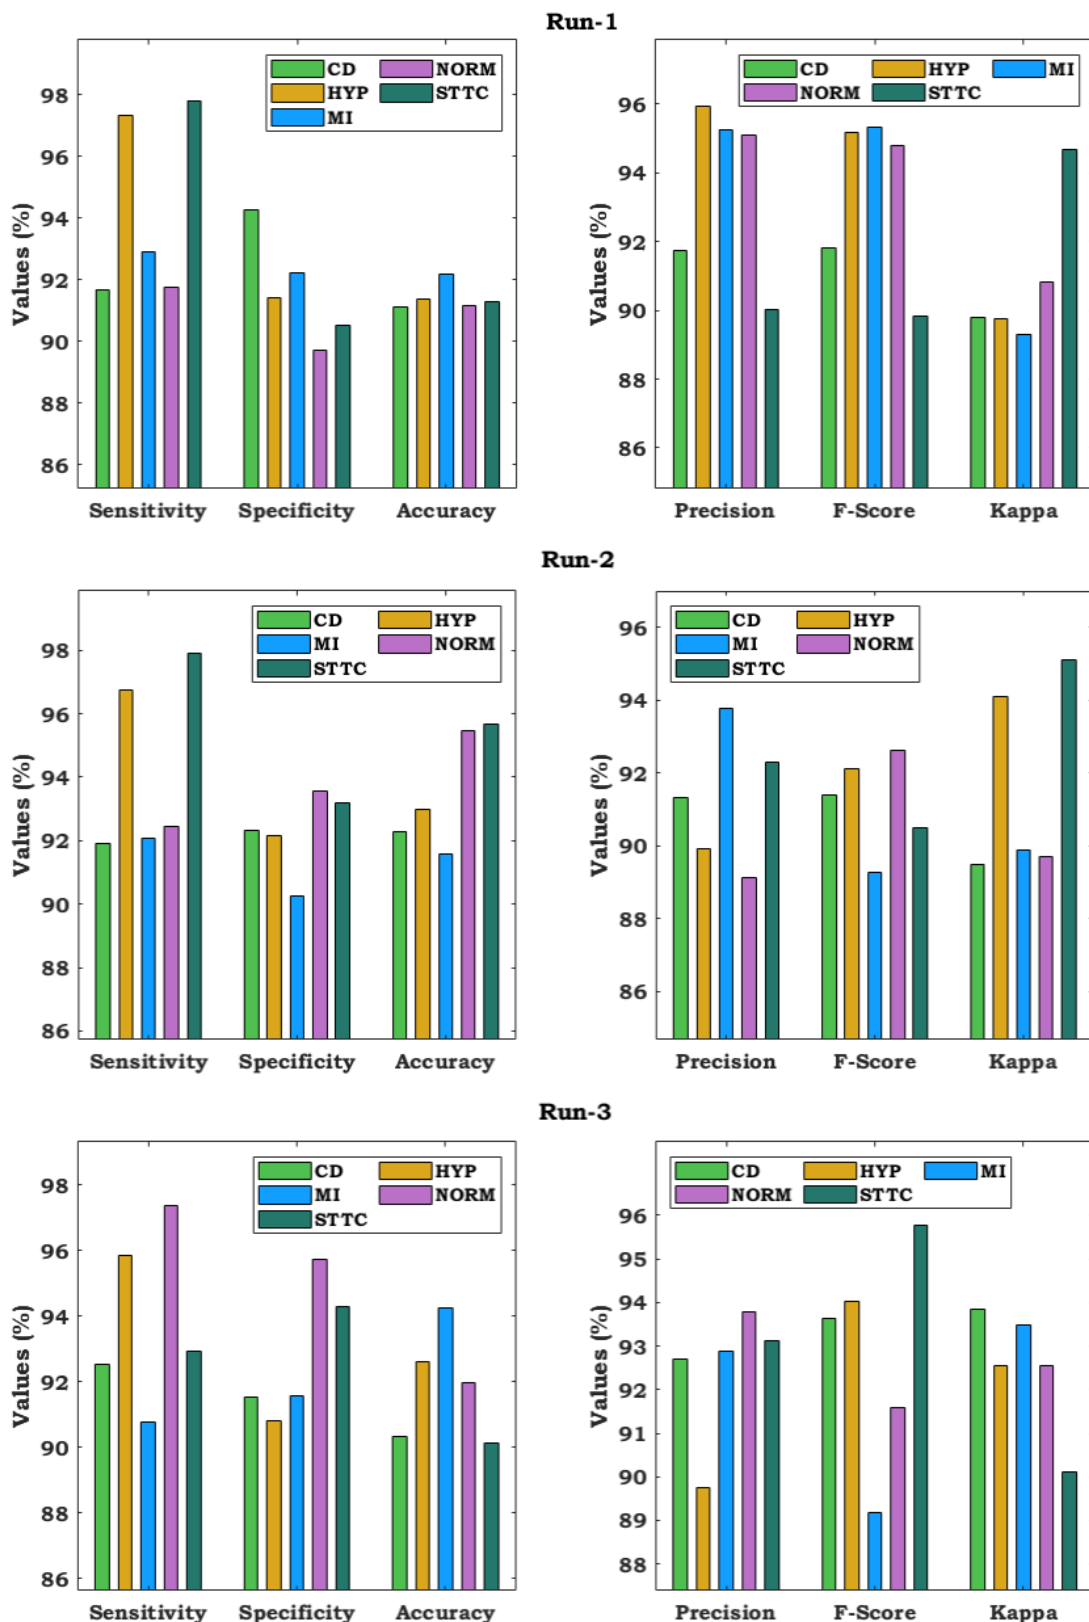 Run-1
CD NORM
HYP STTC
MI
Values (%)
98
96
94
92
90
88
86
Sensitivity Specificity Accuracy
CD HYP MI
NORM STTC
Values (%)
96
94
92
90
88
86
Precision F-Score Kappa
Run-2
CD HYP
MI NORM
STTC
Values (%)
98
96
94
92
90
88
86
Sensitivity Specificity Accuracy
CD HYP
MI NORM
STTC
Values (%)
96
94
92
90
88
86
Precision F-Score Kappa
Run-3
CD HYP
MI NORM
STTC
Values (%)
98
96
94
92
90
88
86
Sensitivity Specificity Accuracy
CD HYP MI
NORM STTC
Values (%)
96
95
94
93
92
91
90
89
88
Precision F-Score Kappa